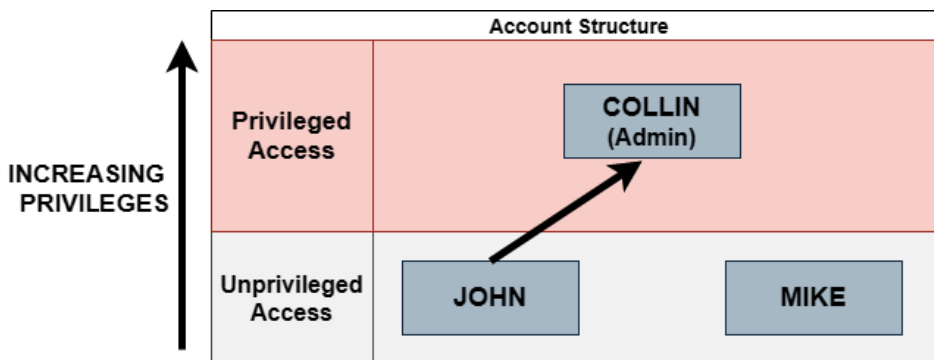 Account Structure
INCREASING
PRIVILEGES
Privileged
Access
COLLIN
(Admin)
Unprivileged
Access
JOHN
MIKE